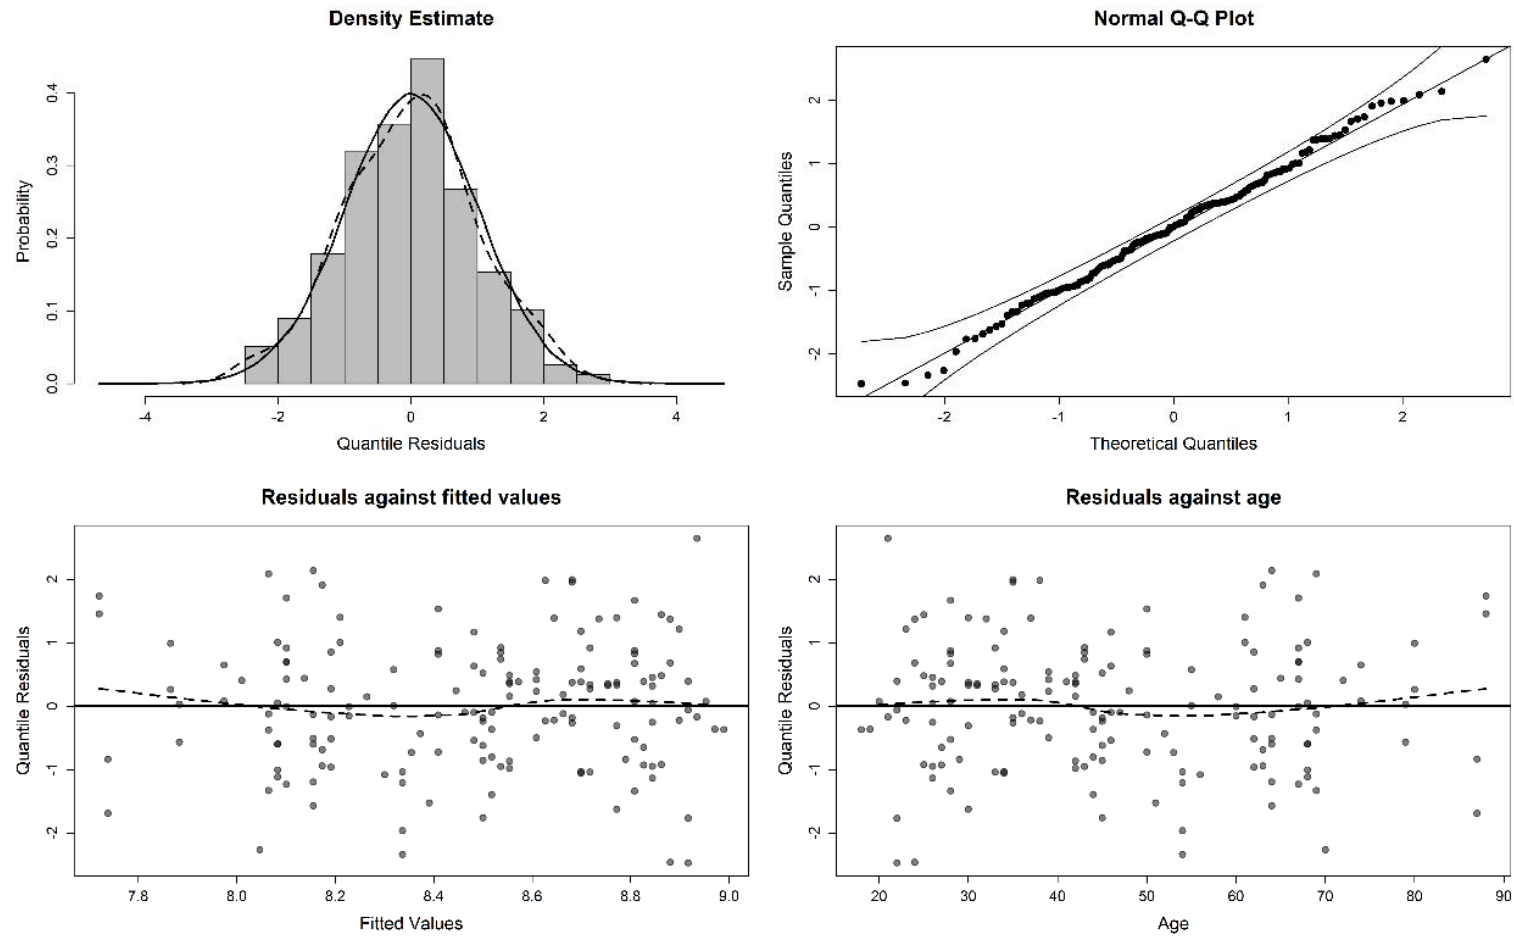 Density Estimate
Probability
0.4
0.3
0.2
0.1
0.0
-4 -2 0 2 4
Quantile Residuals
Normal Q-Q Plot
Sample Quantiles
2
1
0
-1
-2
-2 -1 0 1 2
Theoretical Quantiles
Residuals against fitted values
Quantile Residuals
2
1
0
-1
-2
7.8 8.0 8.2 8.4 8.6 8.8 9.0
Fitted Values
Residuals against age
Quantile Residuals
2
1
0
-1
-2
20 30 40 50 60 70 80 90
Age